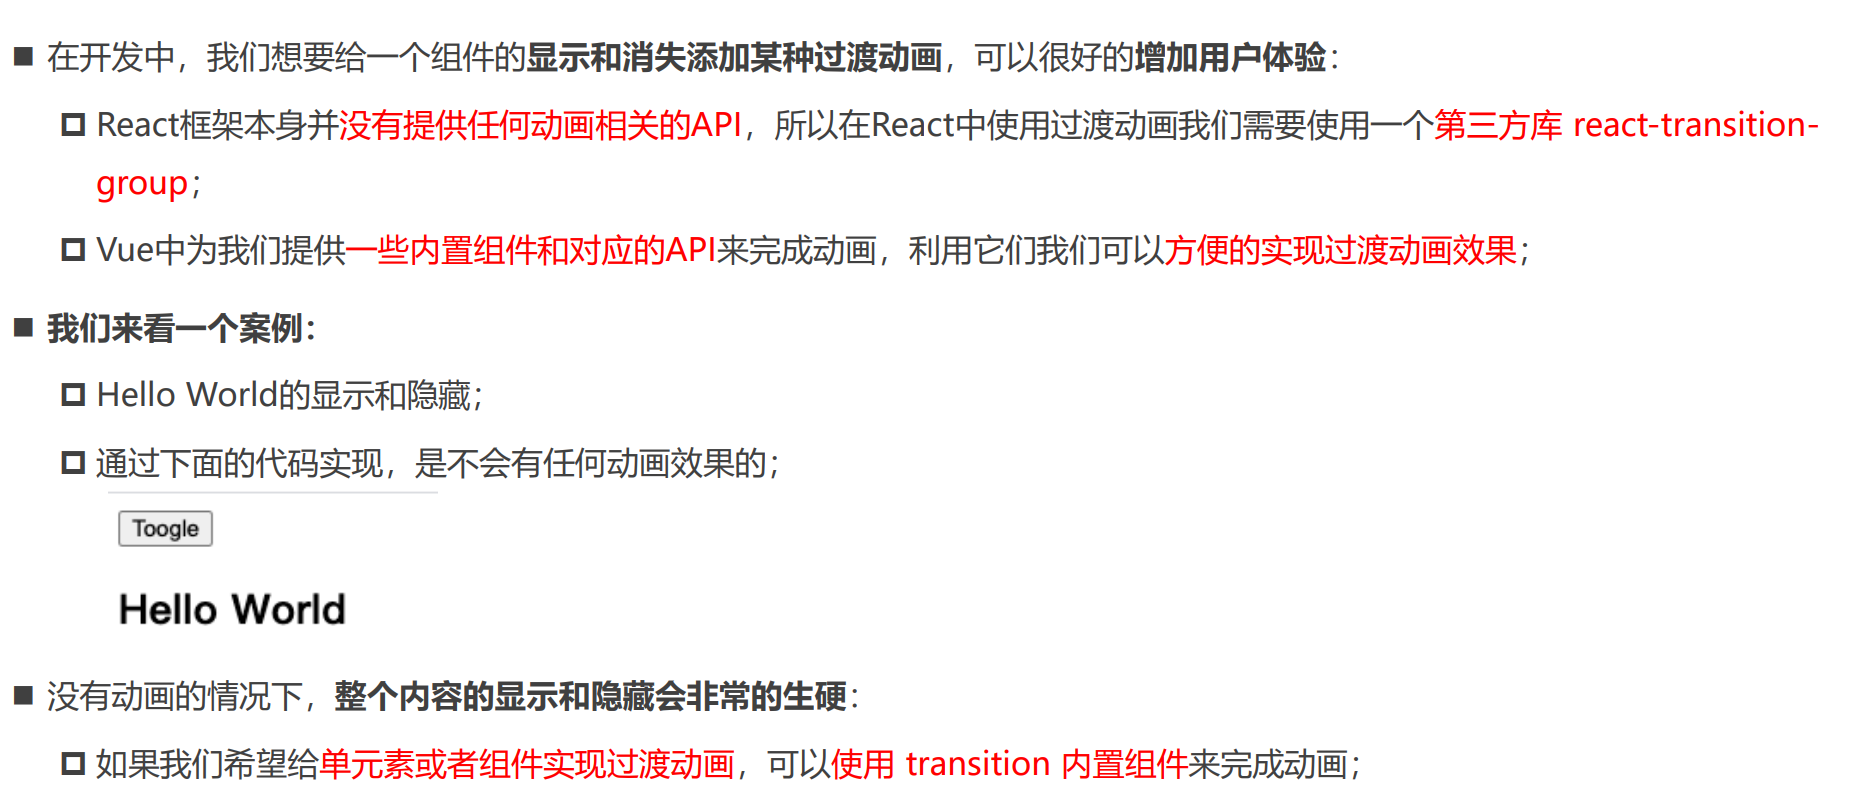 在开发中，我们想要给一个组件的显示和消失添加某种过渡动画，可以很好的增加用户体验：
React框架本身并没有提供任何动画相关的API，所以在React中使用过渡动画我们需要使用一个第三方库 react-transition-
group；
Vue中为我们提供一些内置组件和对应的API来完成动画，利用它们我们可以方便的实现过渡动画效果；
我们来看一个案例：
Hello World的显示和隐藏；
通过下面的代码实现，是不会有任何动画效果的；
Toogle
Hello World
没有动画的情况下，整个内容的显示和隐藏会非常的生硬：
如果我们希望给单元素或者组件实现过渡动画，可以使用 transition 内置组件来完成动画；